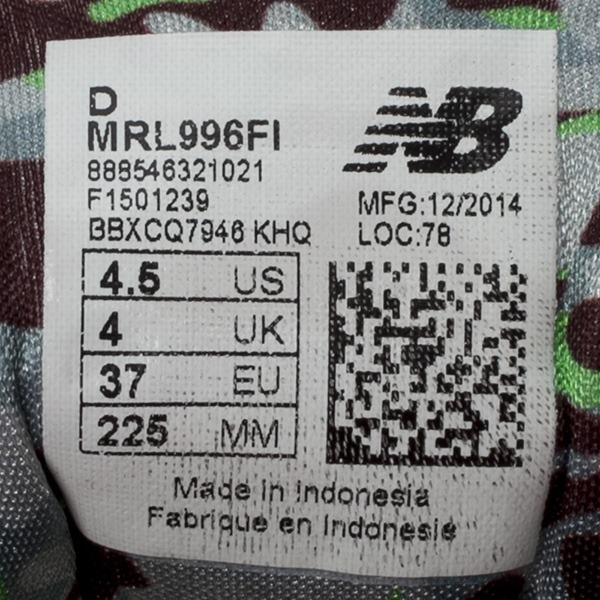 D
MRL996FI
888546321021
F1501239
BBXCQ7946 KHQ
NB
MFG:12/2014
LOC:78
4.5 US
4 UK
37 EU
225 MM
Made in Indonesia
Fabrique en Indonesie